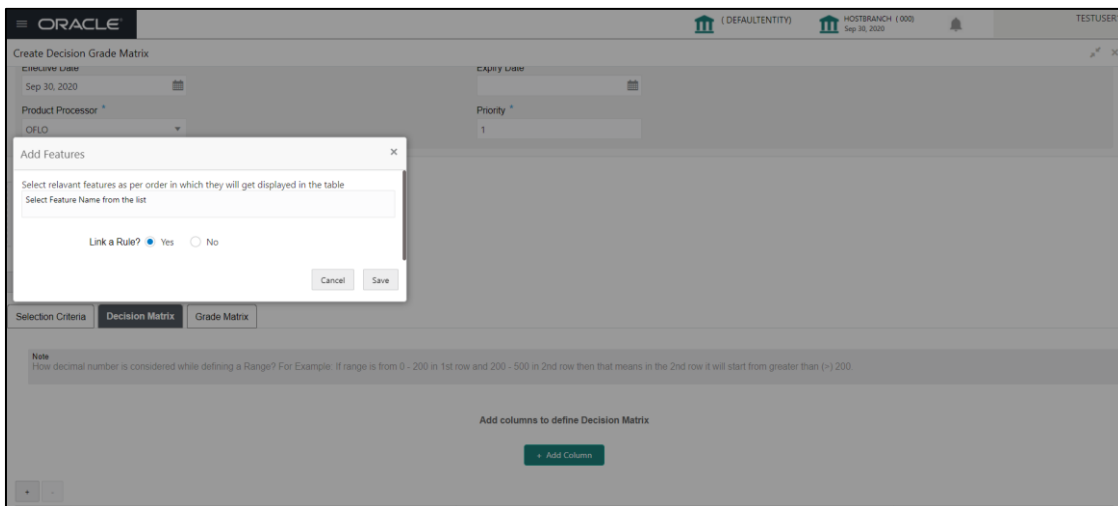 ORACLE
( DEFAULTENTITY)
HOSTBRANCH ( 000)
Sep 30, 2020
TESTUSER
Create Decision Grade Matrix
Effective Date
Expiry Date
Sep 30, 2020
Product Processor *
Priority *
OFLO
1
Add Features
Select relavant features as per order in which they will get displayed in the table
Select Feature Name from the list
Link a Rule? Yes No
Cancel Save
Selection Criteria Decision Matrix Grade Matrix
Note
How decimal number is considered while defining a Range? For Example: If range is from 0 - 200 in 1st row and 200 - 500 in 2nd row then that means in the 2nd row it will start from greater than (>) 200.
Add columns to define Decision Matrix
+ Add Column
+ -